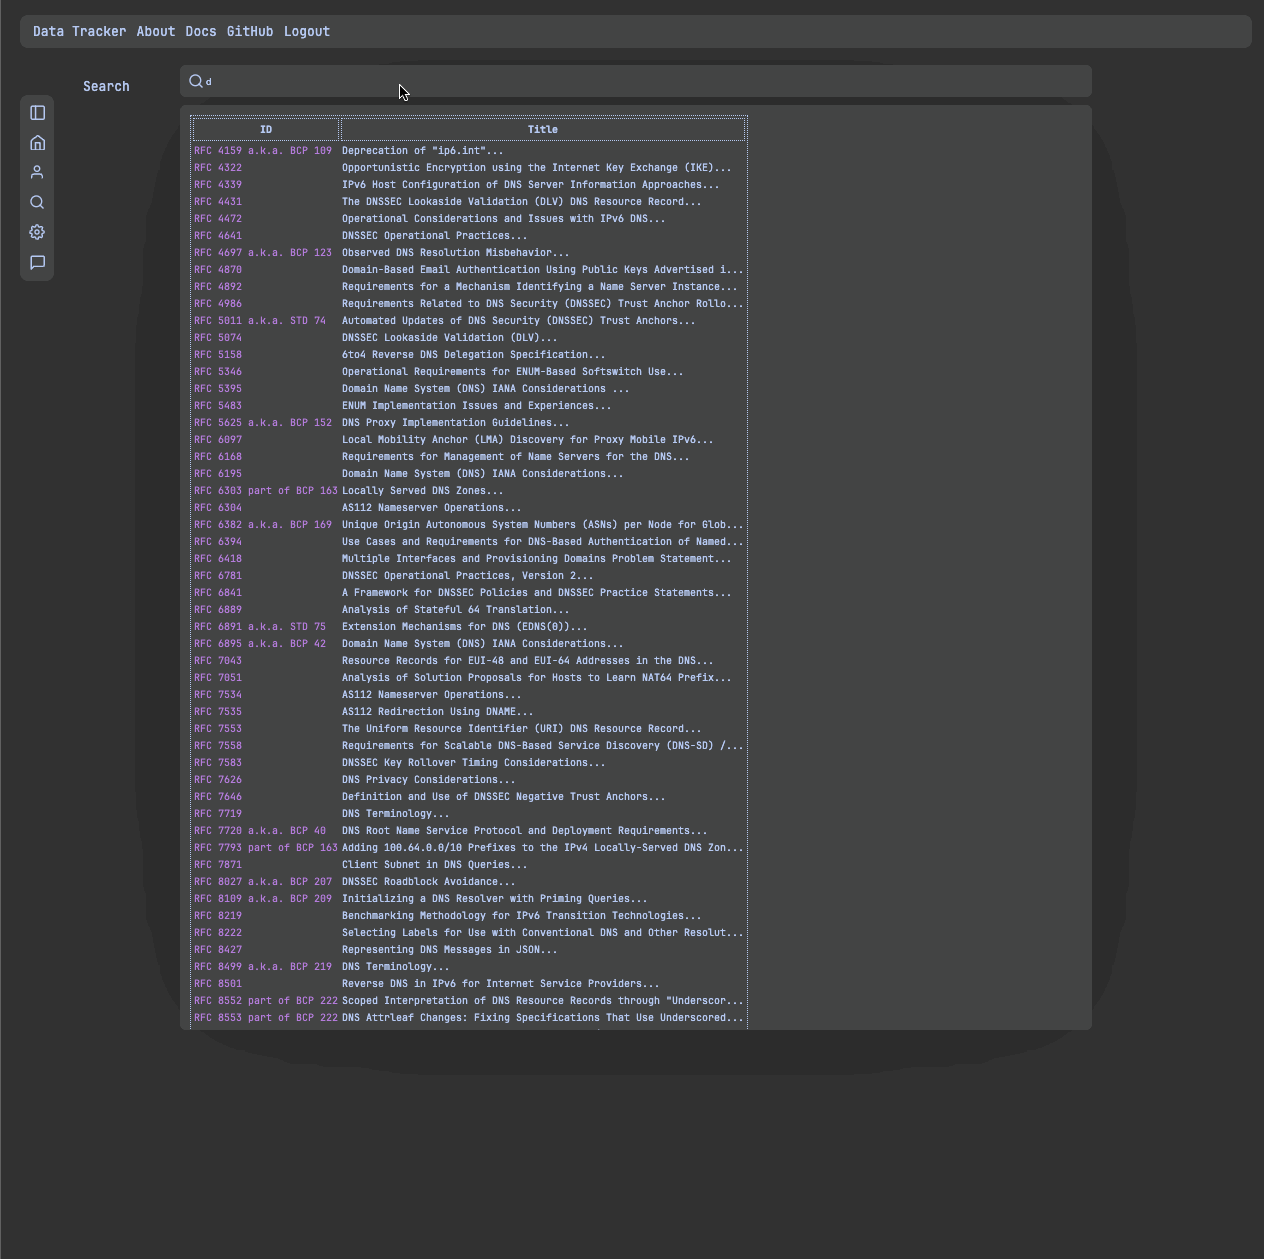 Data Tracker About Docs GitHub Logout
Search
d
ID Title
RFC 4159 a.k.a. BCP 109 Deprecation of "ip6.int"...
RFC 4322 Opportunistic Encryption using the Internet Key Exchange (IKE)...
RFC 4339 IPv6 Host Configuration of DNS Server Information Approaches...
RFC 4431 The DNSSEC Lookaside Validation (DLV) DNS Resource Record...
RFC 4472 Operational Considerations and Issues with IPv6 DNS...
RFC 4641 DNSSEC Operational Practices...
RFC 4697 a.k.a. BCP 123 Observed DNS Resolution Misbehavior...
RFC 4870 Domain-Based Email Authentication Using Public Keys Advertised i...
RFC 4892 Requirements for a Mechanism Identifying a Name Server Instance...
RFC 4986 Requirements Related to DNS Security (DNSSEC) Trust Anchor Rollo...
RFC 5011 a.k.a. STD 74 Automated Updates of DNS Security (DNSSEC) Trust Anchors...
RFC 5074 DNSSEC Lookaside Validation (DLV)...
RFC 5158 6to4 Reverse DNS Delegation Specification...
RFC 5346 Operational Requirements for ENUM-Based Softswitch Use...
RFC 5395 Domain Name System (DNS) IANA Considerations ...
RFC 5483 ENUM Implementation Issues and Experiences...
RFC 5625 a.k.a. BCP 152 DNS Proxy Implementation Guidelines...
RFC 6097 Local Mobility Anchor (LMA) Discovery for Proxy Mobile IPv6...
RFC 6168 Requirements for Management of Name Servers for the DNS...
RFC 6195 Domain Name System (DNS) IANA Considerations...
RFC 6303 part of BCP 163 Locally Served DNS Zones...
RFC 6304 AS112 Nameserver Operations...
RFC 6382 a.k.a. BCP 169 Unique Origin Autonomous System Numbers (ASNs) per Node for Glob...
RFC 6394 Use Cases and Requirements for DNS-Based Authentication of Named...
RFC 6418 Multiple Interfaces and Provisioning Domains Problem Statement...
RFC 6781 DNSSEC Operational Practices, Version 2...
RFC 6841 A Framework for DNSSEC Policies and DNSSEC Practice Statements...
RFC 6889 Analysis of Stateful 64 Translation...
RFC 6891 a.k.a. STD 75 Extension Mechanisms for DNS (EDNS(0))...
RFC 6895 a.k.a. BCP 42 Domain Name System (DNS) IANA Considerations...
RFC 7043 Resource Records for EUI-48 and EUI-64 Addresses in the DNS...
RFC 7051 Analysis of Solution Proposals for Hosts to Learn NAT64 Prefix...
RFC 7534 AS112 Nameserver Operations...
RFC 7535 AS112 Redirection Using DNAME...
RFC 7553 The Uniform Resource Identifier (URI) DNS Resource Record...
RFC 7558 Requirements for Scalable DNS-Based Service Discovery (DNS-SD) /...
RFC 7583 DNSSEC Key Rollover Timing Considerations...
RFC 7626 DNS Privacy Considerations...
RFC 7646 Definition and Use of DNSSEC Negative Trust Anchors...
RFC 7719 DNS Terminology...
RFC 7720 a.k.a. BCP 40 DNS Root Name Service Protocol and Deployment Requirements...
RFC 7793 part of BCP 163 Adding 100.64.0.0/10 Prefixes to the IPv4 Locally-Served DNS Zon...
RFC 7871 Client Subnet in DNS Queries...
RFC 8027 a.k.a. BCP 207 DNSSEC Roadblock Avoidance...
RFC 8109 a.k.a. BCP 209 Initializing a DNS Resolver with Priming Queries...
RFC 8219 Benchmarking Methodology for IPv6 Transition Technologies...
RFC 8222 Selecting Labels for Use with Conventional DNS and Other Resolut...
RFC 8427 Representing DNS Messages in JSON...
RFC 8499 a.k.a. BCP 219 DNS Terminology...
RFC 8501 Reverse DNS in IPv6 for Internet Service Providers...
RFC 8552 part of BCP 222 Scoped Interpretation of DNS Resource Records through "Underscor...
RFC 8553 part of BCP 222 DNS Attrleaf Changes: Fixing Specifications That Use Underscored...